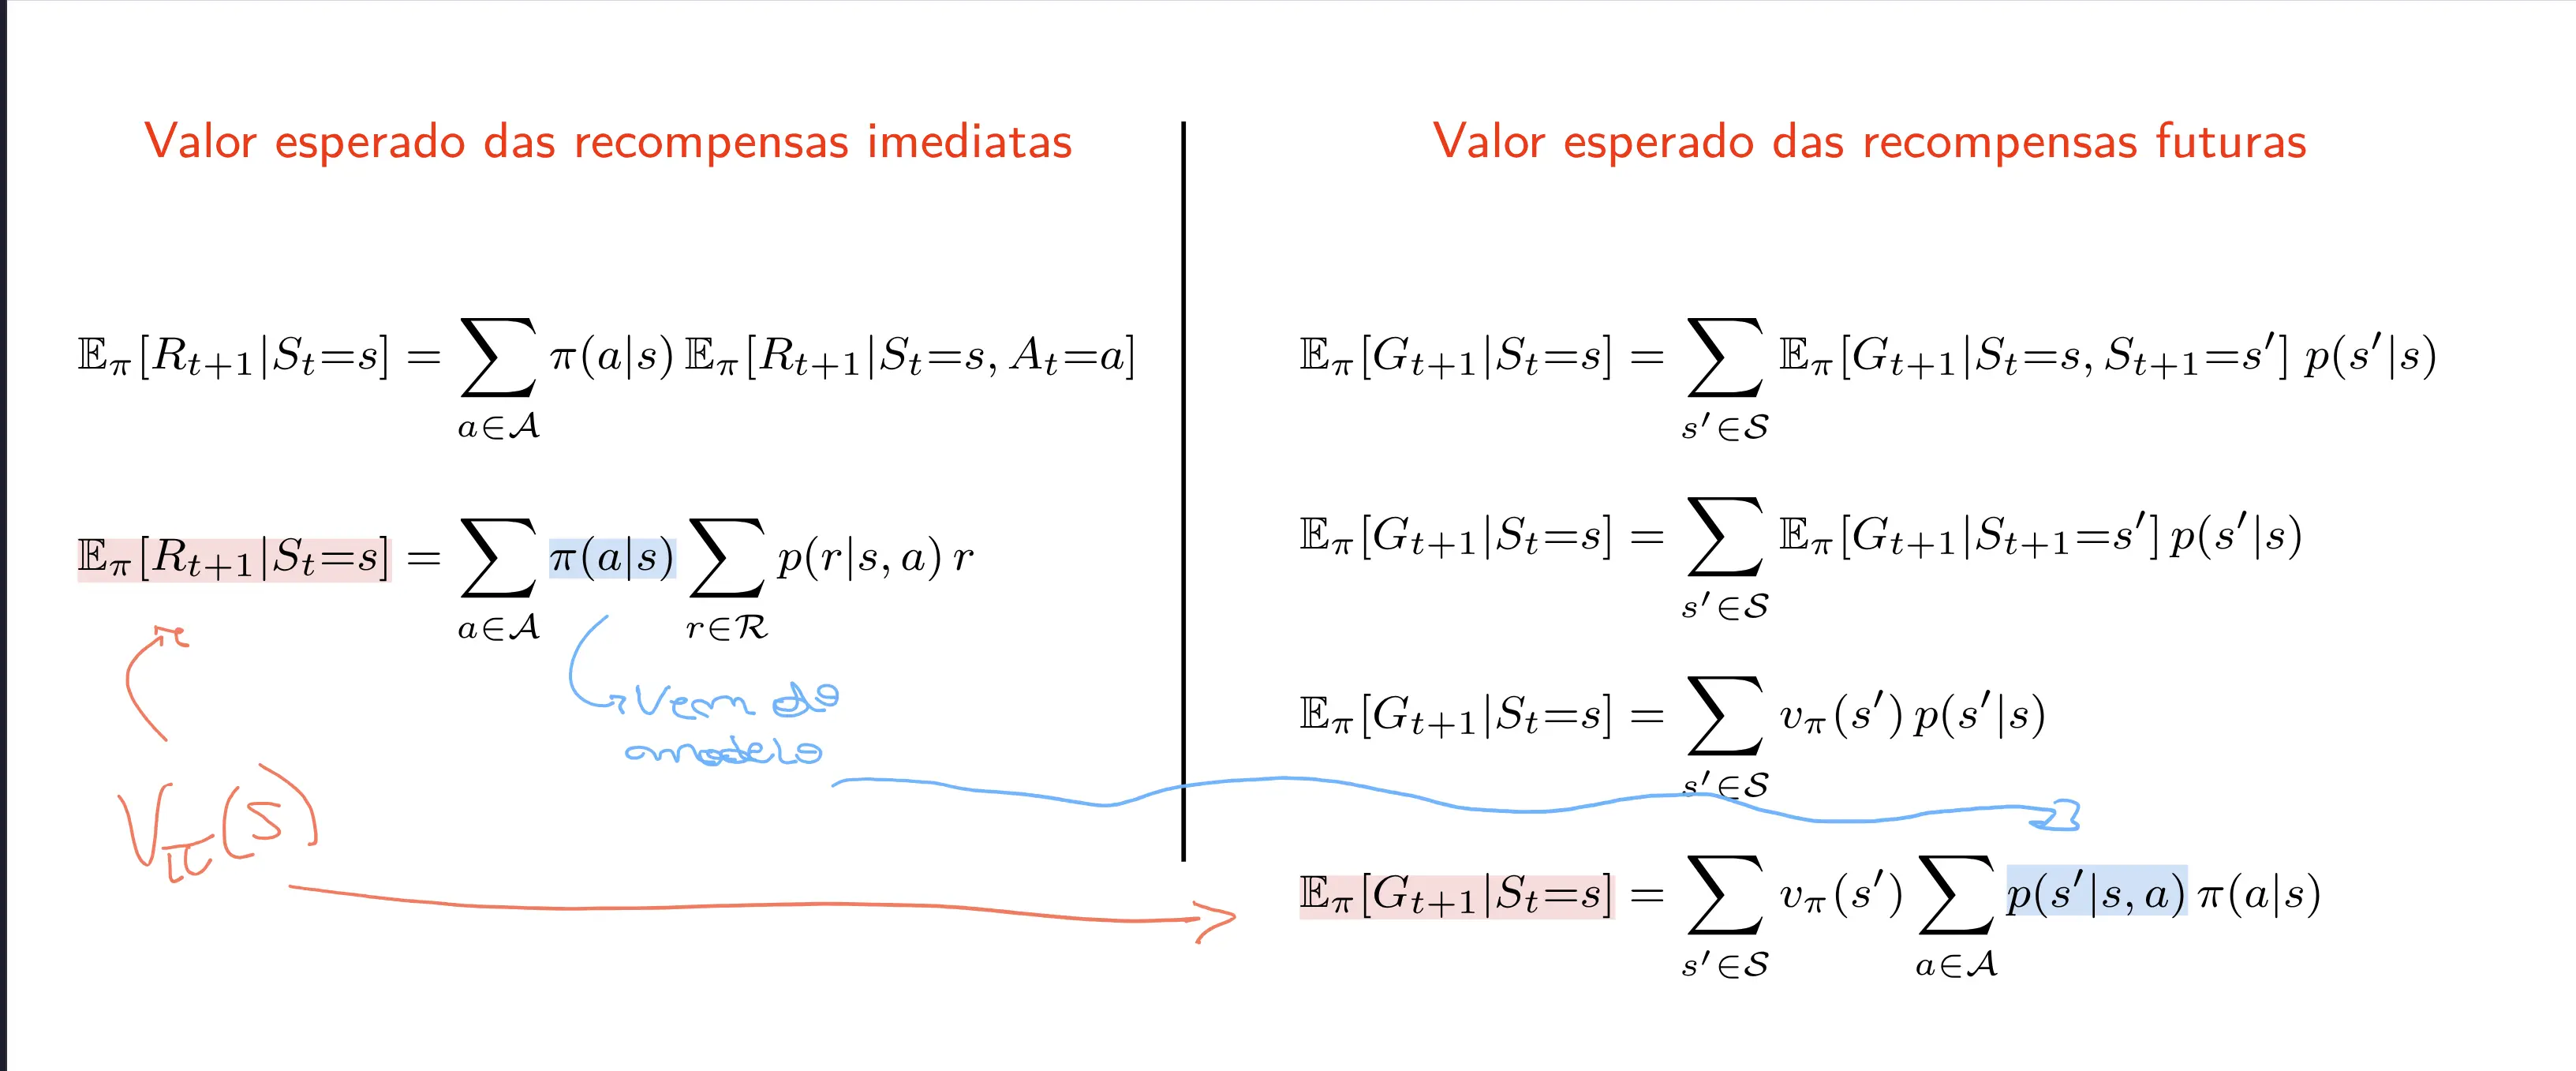 Valor esperado das recompensas imediatas
𝔼π[Rt+1|St=s] = ∑a∈𝒜 π(a|s) 𝔼π[Rt+1|St=s, At=a]
𝔼π[Rt+1|St=s] = ∑a∈𝒜 π(a|s) ∑r∈ℛ p(r|s, a) r
Vem do
modelo
Vπ(s)
Valor esperado das recompensas futuras
𝔼π[Gt+1|St=s] = ∑s′∈𝒮 𝔼π[Gt+1|St=s, St+1=s′] p(s′|s)
𝔼π[Gt+1|St=s] = ∑s′∈𝒮 𝔼π[Gt+1|St+1=s′] p(s′|s)
𝔼π[Gt+1|St=s] = ∑s′∈𝒮 vπ(s′) p(s′|s)
𝔼π[Gt+1|St=s] = ∑s′∈𝒮 vπ(s′) ∑a∈𝒜 p(s′|s, a) π(a|s)